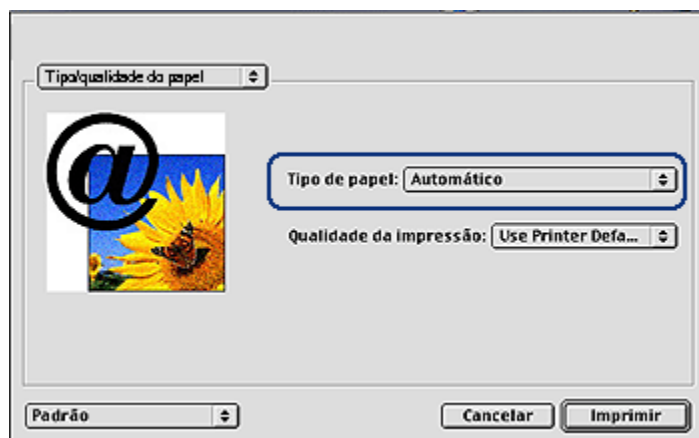 Tipo/qualidade do papel
@
Tipo de papel: Automático
Qualidade da impressão: Use Printer Defa...
Padrão
Cancelar
Imprimir